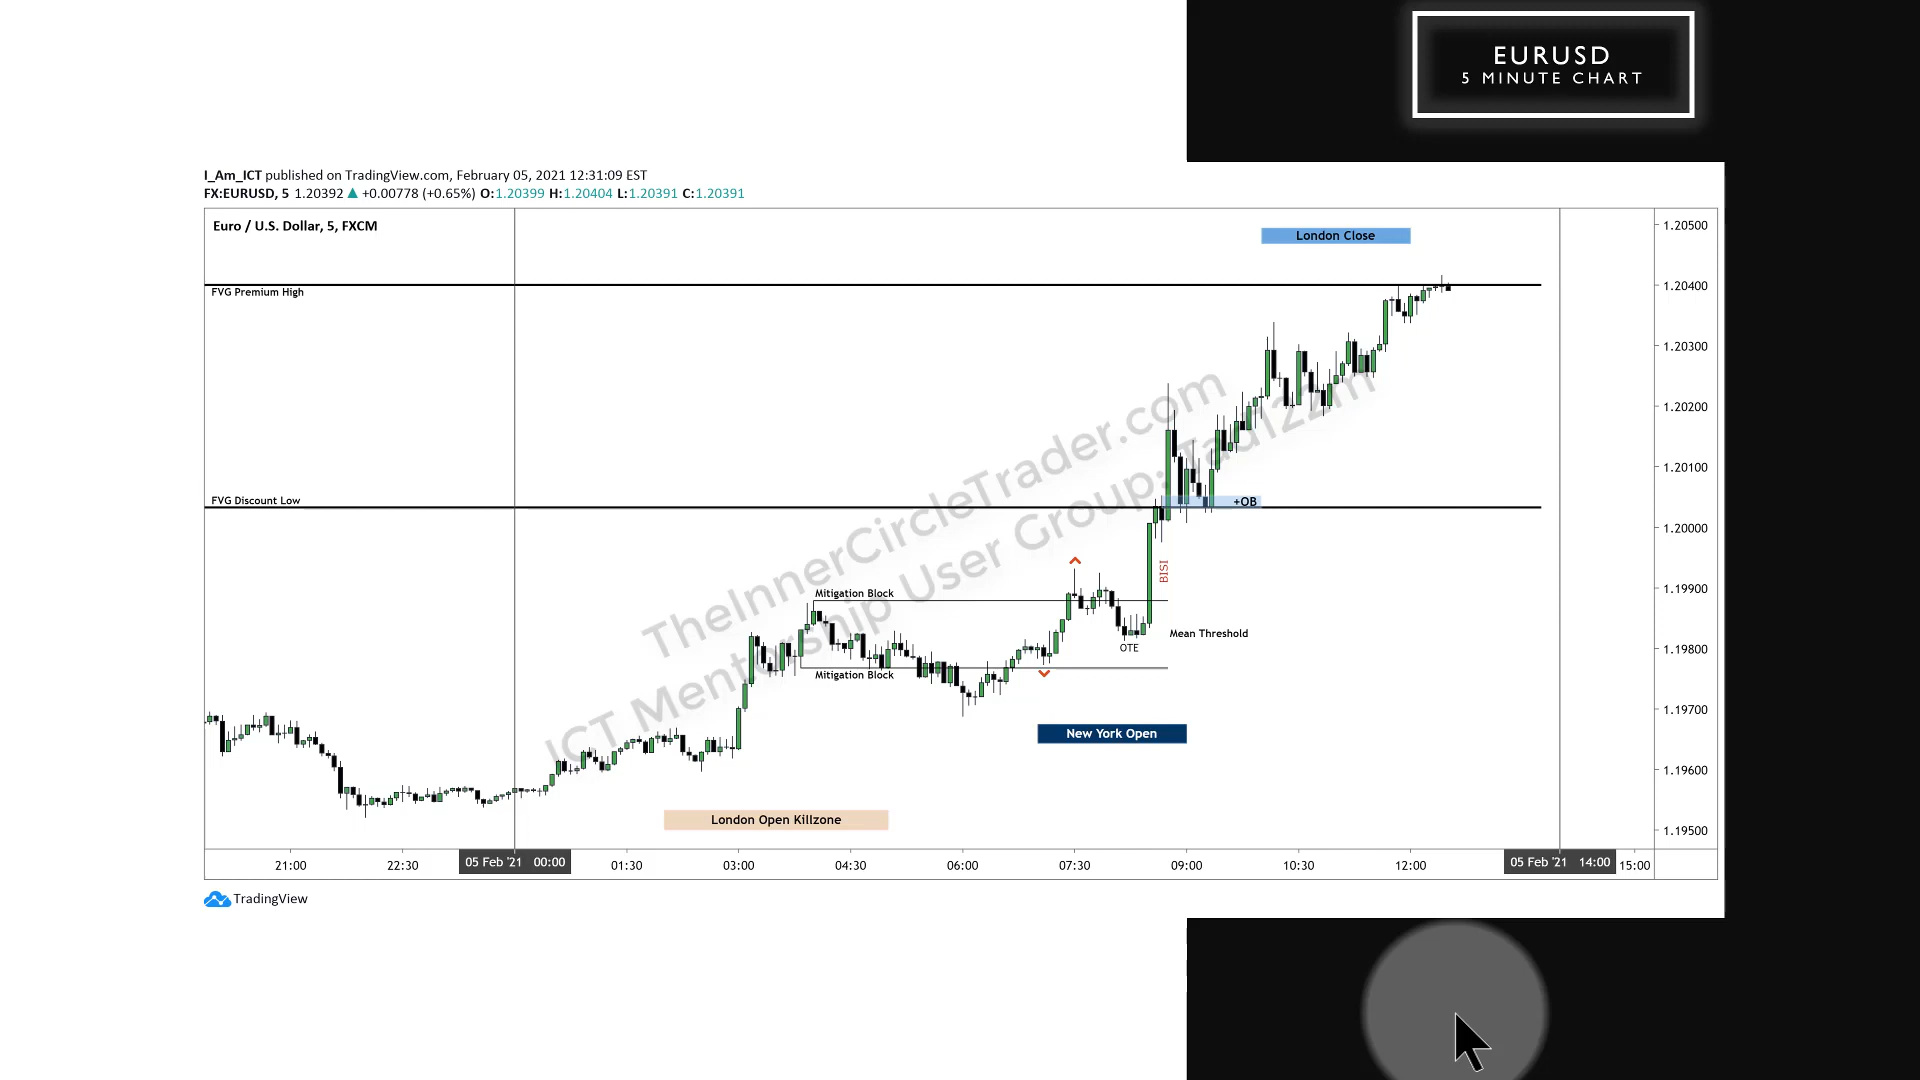 EURUSD
5 MINUTE CHART
I_Am_ICT published on TradingView.com, February 05, 2021 12:31:09 EST
FX:EURUSD, 5 1.20392 ▲ +0.00778 (+0.65%) O:1.20399 H:1.20404 L:1.20391 C:1.20391
Euro / U.S. Dollar, 5, FXCM
London Close
1.20500
FVG Premium High
1.20400
1.20300
1.20200
1.20100
FVG Discount Low
+OB
1.20000
BISI
Mitigation Block
1.19900
Mean Threshold
OTE
1.19800
Mitigation Block
1.19700
New York Open
1.19600
London Open Killzone
1.19500
TheInnerCircleTrader.com
ICT Mentorship User Group: Tad122m
21:00 22:30 05 Feb '21 00:00 01:30 03:00 04:30 06:00 07:30 09:00 10:30 12:00 05 Feb '21 14:00 15:00
TradingView